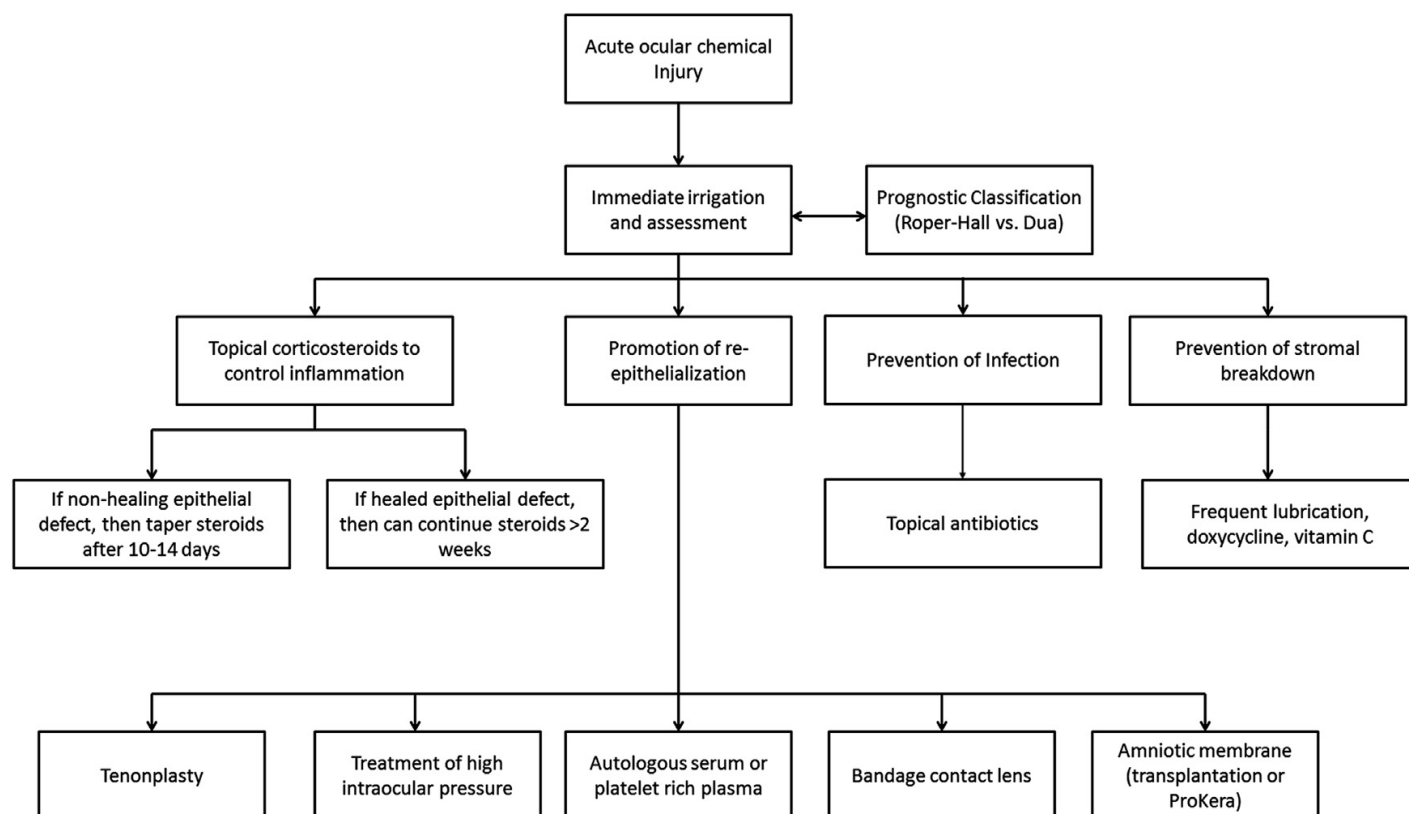 Acute ocular chemical
Injury
Immediate irrigation
and assessment
Prognostic Classification
(Roper-Hall vs. Dua)
Topical corticosteroids to
control inflammation
Promotion of re-
epithelialization
Prevention of Infection
Prevention of stromal
breakdown
If non-healing epithelial
defect, then taper steroids
after 10-14 days
If healed epithelial defect,
then can continue steroids >2
weeks
Topical antibiotics
Frequent lubrication,
doxycycline, vitamin C
Tenonplasty
Treatment of high
intraocular pressure
Autologous serum or
platelet rich plasma
Bandage contact lens
Amniotic membrane
(transplantation or
ProKera)